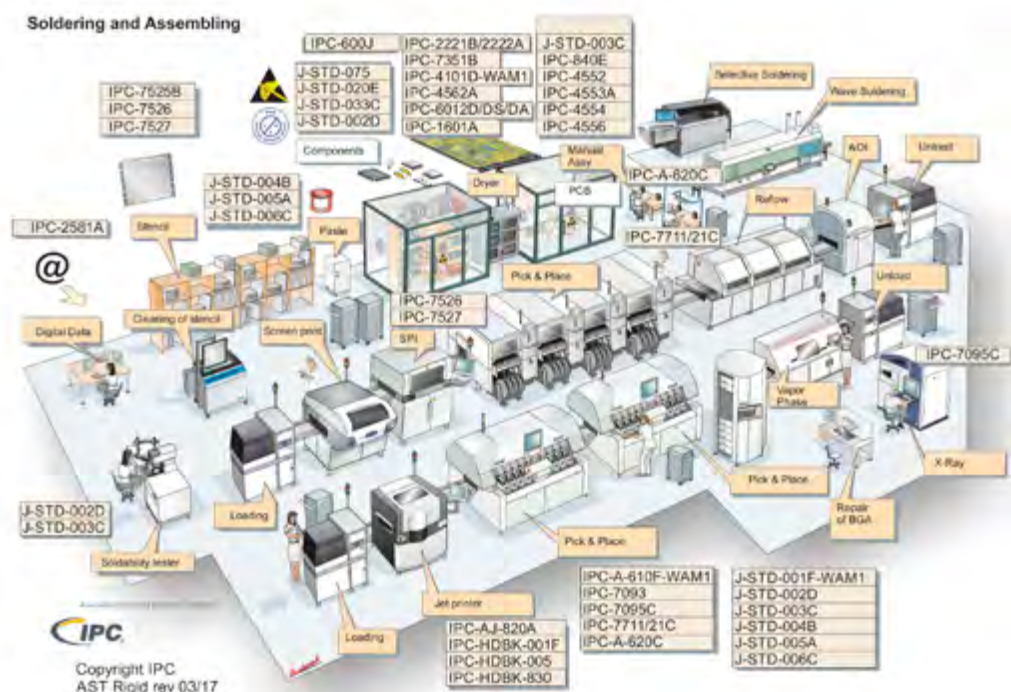 Soldering and Assembling
IPC-7525B
IPC-7526
IPC-7527
IPC-600J
J-STD-075
J-STD-020E
J-STD-033C
J-STD-002D
Components
IPC-2221B/2222A
IPC-7351B
IPC-4101D-WAM1
IPC-4562A
IPC-6012D/DS/DA
IPC-1601A
J-STD-003C
IPC-840E
IPC-4552
IPC-4553A
IPC-4554
IPC-4556
Selective Soldering
Wave Soldering
Manual
Assy
PCB
IPC-A-620C
IPC-7711/21C
AOI
Unload
Dryer
Reflow
J-STD-004B
J-STD-005A
J-STD-006C
IPC-2581A
@
Stencil
Paste
Pick & Place
Unload
IPC-7526
IPC-7527
Digital Data
Cleaning of stencil
Screen print
SPI
IPC-7095C
Vapor
Phase
X-Ray
Pick & Place
Repair
of BGA
J-STD-002D
J-STD-003C
Solability tester
Loading
Pick & Place
Jet printer
Loading
IPC-AJ-820A
IPC-HDBK-001F
IPC-HDBK-005
IPC-HDBK-830
IPC-A-610F-WAM1
IPC-7093
IPC-7095C
IPC-7711/21C
IPC-A-620C
J-STD-001F-WAM1
J-STD-002D
J-STD-003C
J-STD-004B
J-STD-005A
J-STD-006C
IPC
Copyright IPC
AST Rigid rev 03/17